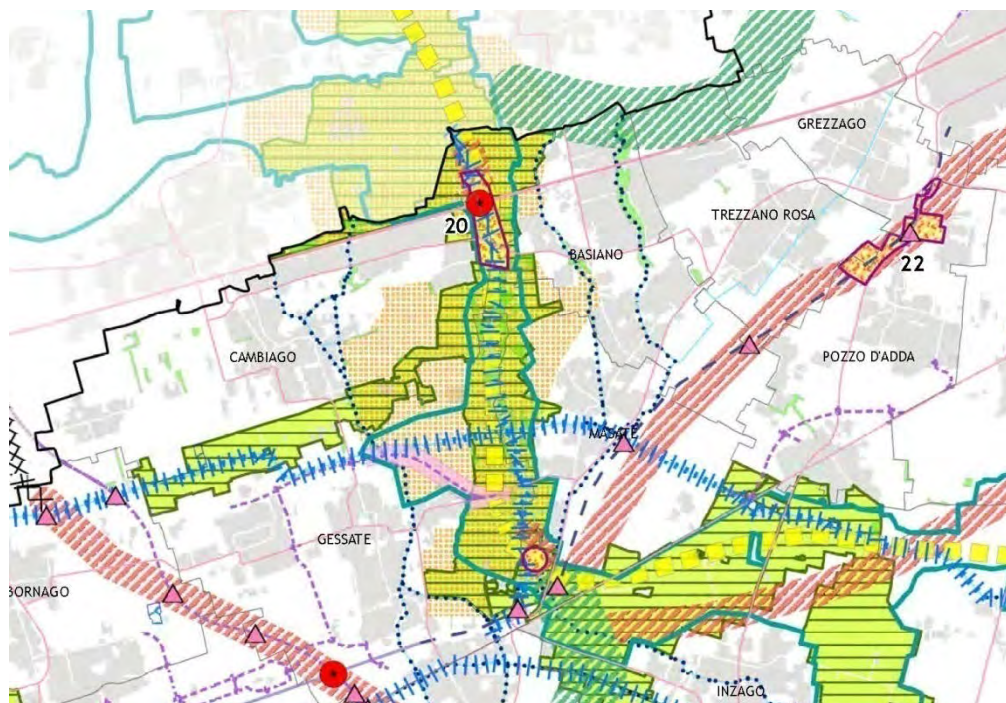 GREZZAGO
TREZZANO ROSA
20
BASIANO
22
CAMBIAGO
POZZO D'ADDA
MASATE
GESSATE
BORNAGO
INZAGO